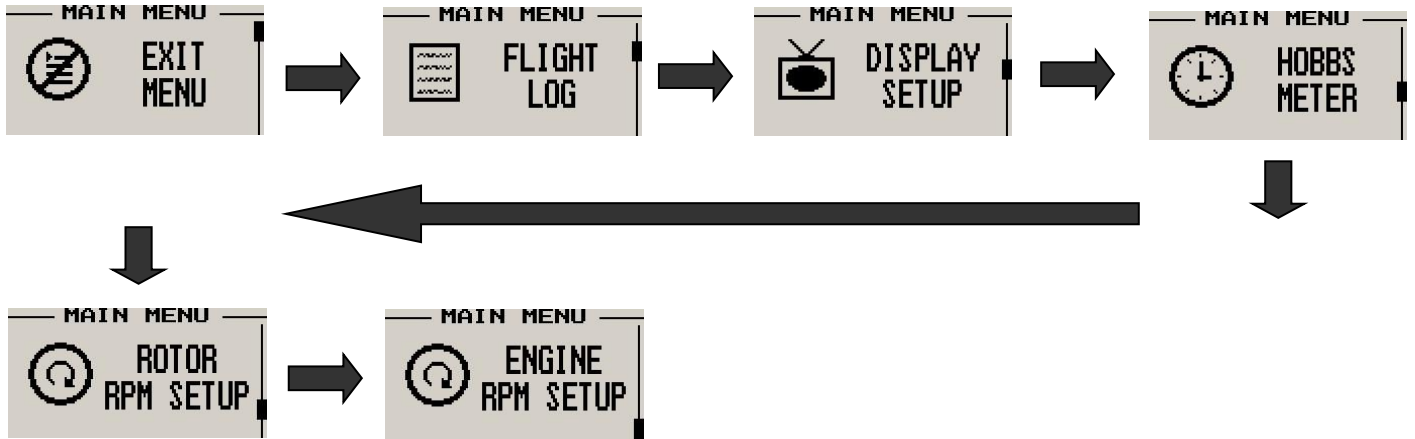 MAIN MENU
EXIT
MENU
MAIN MENU
FLIGHT
LOG
MAIN MENU
DISPLAY
SETUP
MAIN MENU
HOBBS
METER
MAIN MENU
ROTOR
RPM SETUP
MAIN MENU
ENGINE
RPM SETUP